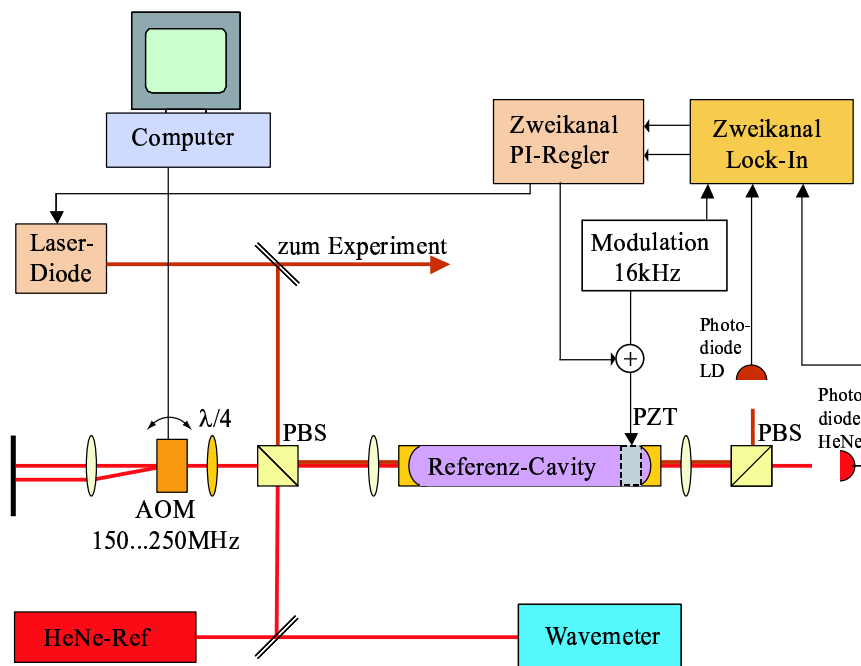 Computer
Zweikanal
PI-Regler
Zweikanal
Lock-In
Laser-
Diode
zum Experiment
Modulation
16kHz
Photo-
diode
LD
+
PZT
Photo
diode
HeNe
λ/4
PBS
PBS
Referenz-Cavity
AOM
150...250MHz
HeNe-Ref
Wavemeter